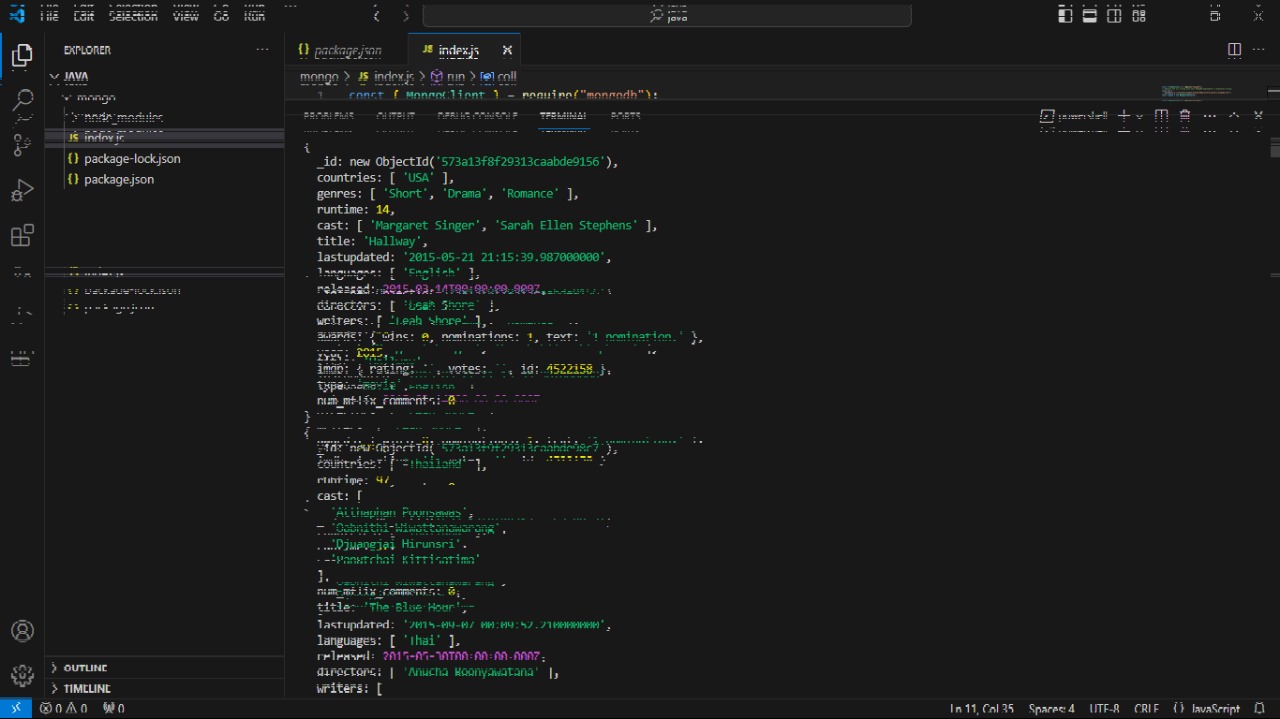 File Edit Selection View Go Run ...
java
EXPLORER
package.json
index.js
JAVA
mongo > JS index.js > run > coll
mongo
1 const { MongoClient } = require("mongodb");
node_modules
PROBLEMS OUTPUT DEBUG CONSOLE TERMINAL PORTS
powershell
JS index.js
{} package-lock.json
{} package.json
{
_id: new ObjectId('573a13f8f29313caabde9156'),
countries: [ 'USA' ],
genres: [ 'Short', 'Drama', 'Romance' ],
runtime: 14,
cast: [ 'Margaret Singer', 'Sarah Ellen Stephens' ],
title: 'Hallway',
lastupdated: '2015-05-21 21:15:39.987000000',
languages: [ 'English' ],
released: 2015-03-14T00:00:00.000Z,
directors: [ 'Leah Shore' ],
writers: [ 'Leah Shore' ],
awards: { wins: 0, nominations: 1, text: '1 nomination.' },
2015,
imdb: { rating: '', votes: '', id: 4522158 },
type:
num_mflix_comments: 0
}
{
_id: new ObjectId(
countries: [ 'Thailand' ],
runtime: 97,
cast: [
'Atthaphan Poonsawas',
'Oabnithi Wiwattanawarang',
'Djuangjai Hirunsri',
'Panutchai Kittisatima'
],
num_mflix_comments: 0,
title: 'The Blue Hour',
lastupdated: '2015-09-07 00:09:52.210000000',
languages: [ 'Thai' ],
released: 2015-05-30T00:00:00.000Z,
directors: [ 'Anucha Boonyawatana' ],
writers: [
OUTLINE
TIMELINE
0 0 0
Ln 11, Col 35 Spaces: 4 UTF-8 CRLF {} JavaScript